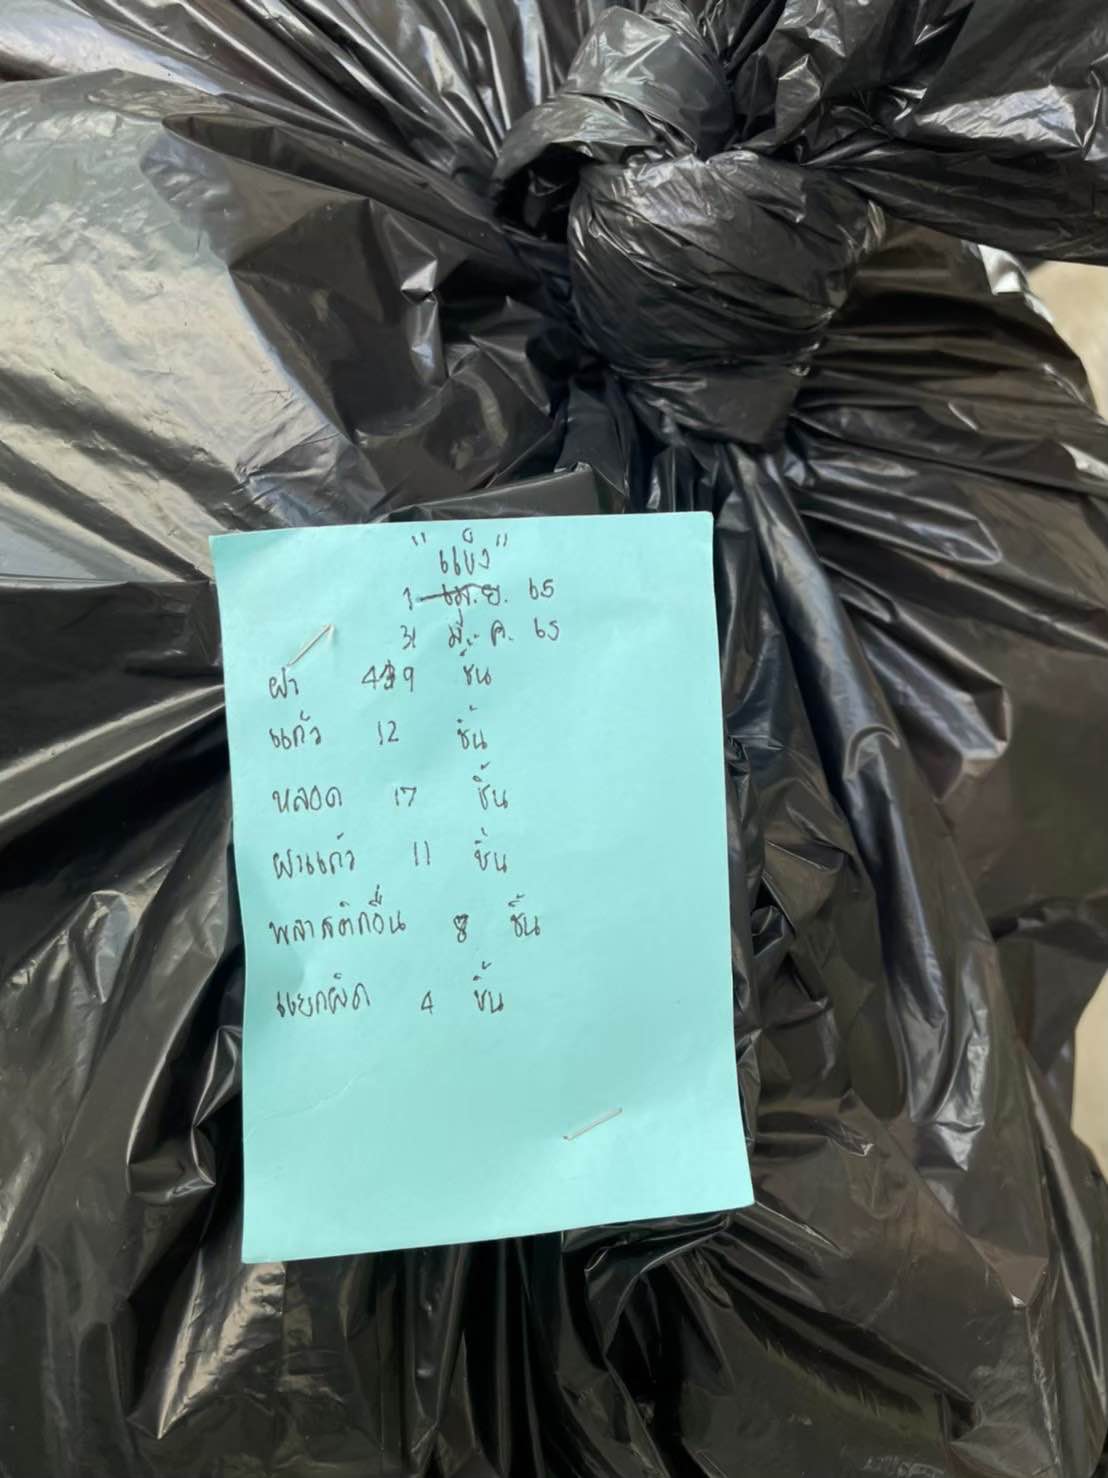 "แข็ง"
1 เม.ย. 65
31 มี.ค. 65
ฝา 439 ชิ้น
แก้ว 12 ชิ้น
หลอด 17 ชิ้น
ฝาแก้ว 11 ชิ้น
พลาสติกอื่น 8 ชิ้น
แยกผิด 4 ชิ้น